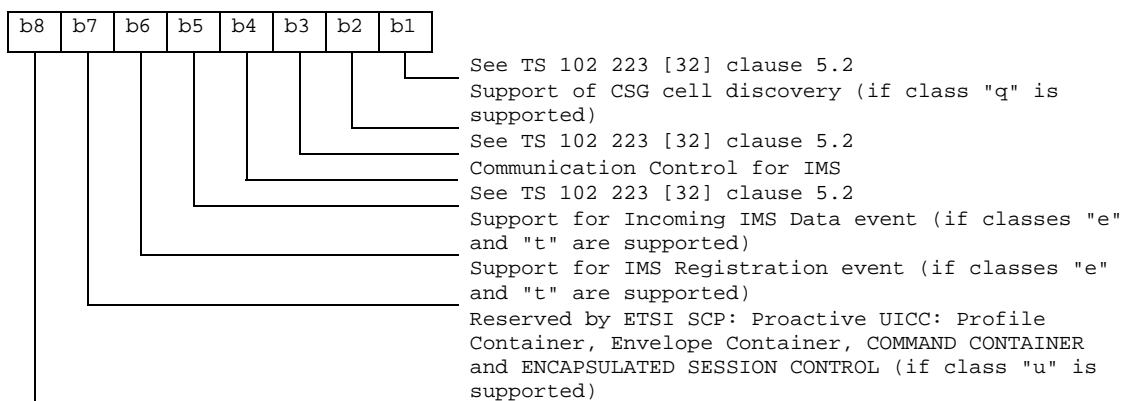 b8 b7 b6 b5 b4 b3 b2 b1
See TS 102 223 [32] clause 5.2
Support of CSG cell discovery (if class "q" is
supported)
See TS 102 223 [32] clause 5.2
Communication Control for IMS
See TS 102 223 [32] clause 5.2
Support for Incoming IMS Data event (if classes "e"
and "t" are supported)
Support for IMS Registration event (if classes "e"
and "t" are supported)
Reserved by ETSI SCP: Proactive UICC: Profile
Container, Envelope Container, COMMAND CONTAINER
and ENCAPSULATED SESSION CONTROL (if class "u" is
supported)